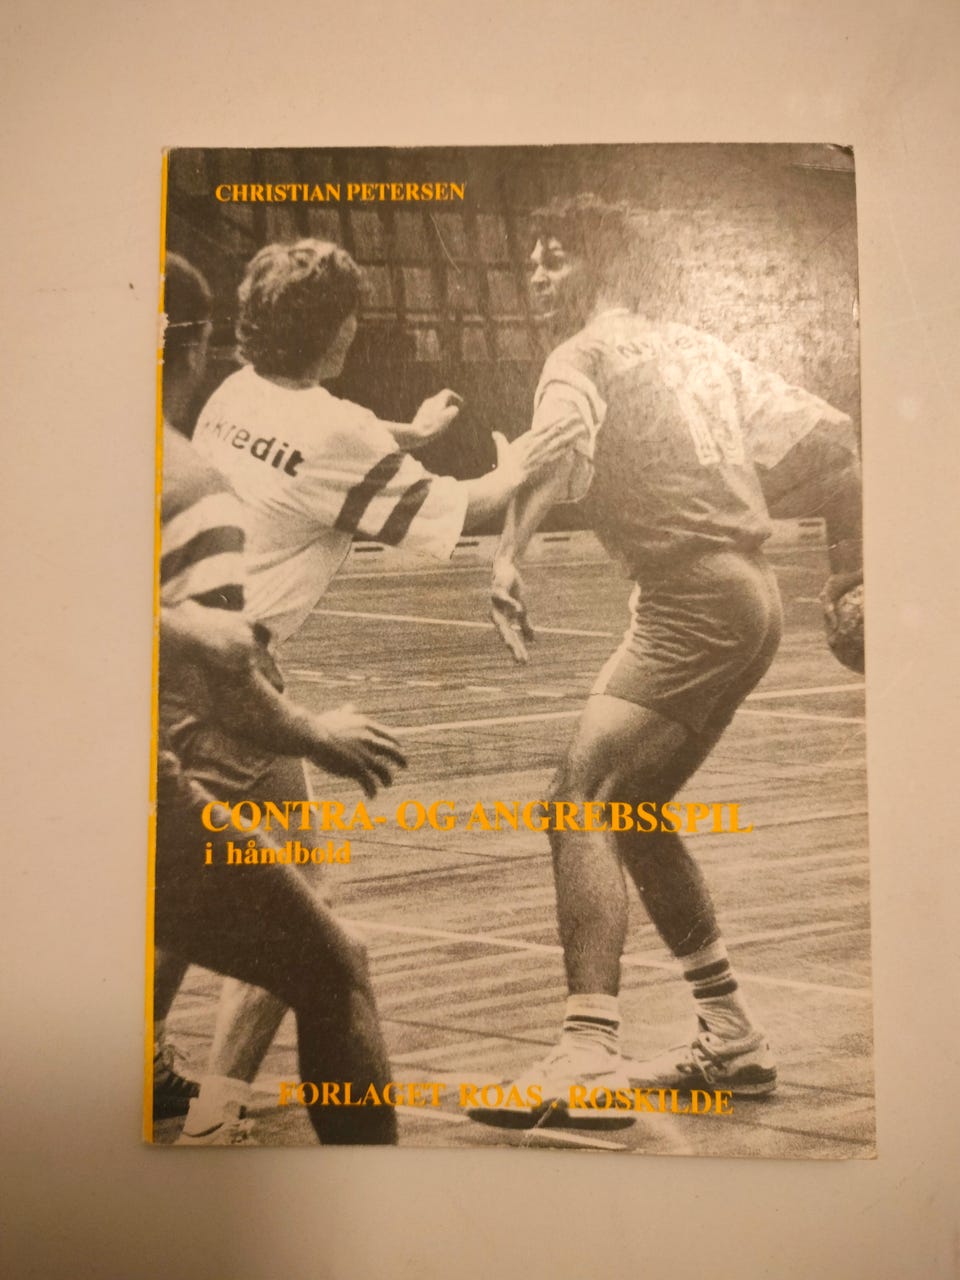 CHRISTIAN PETERSEN
kredit
CONTRA- OG ANGREBSSPIL
i håndbold
FORLAGET ROAS . ROSKILDE